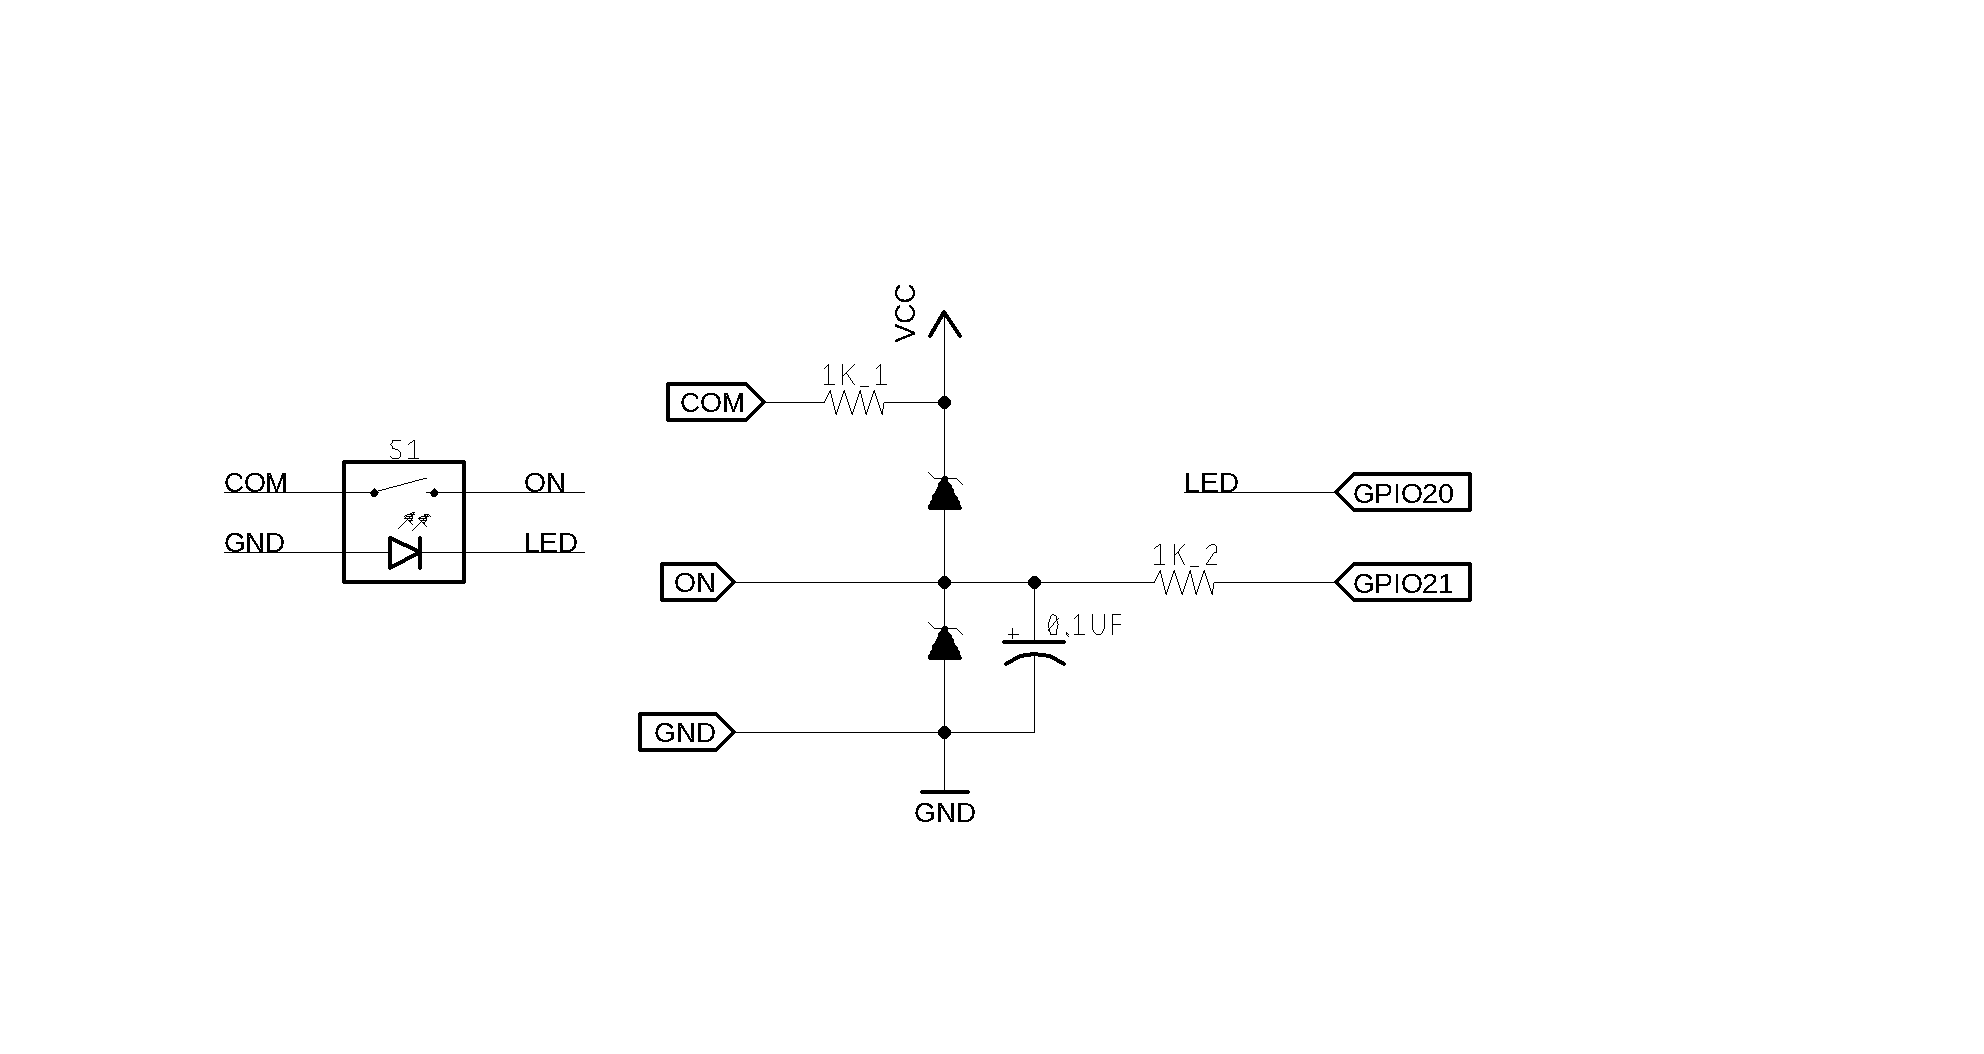 S1
COM
ON
GND
LED
VCC
COM
1K_1
ON
GND
+
0.1UF
GND
LED
GPIO20
1K_2
GPIO21